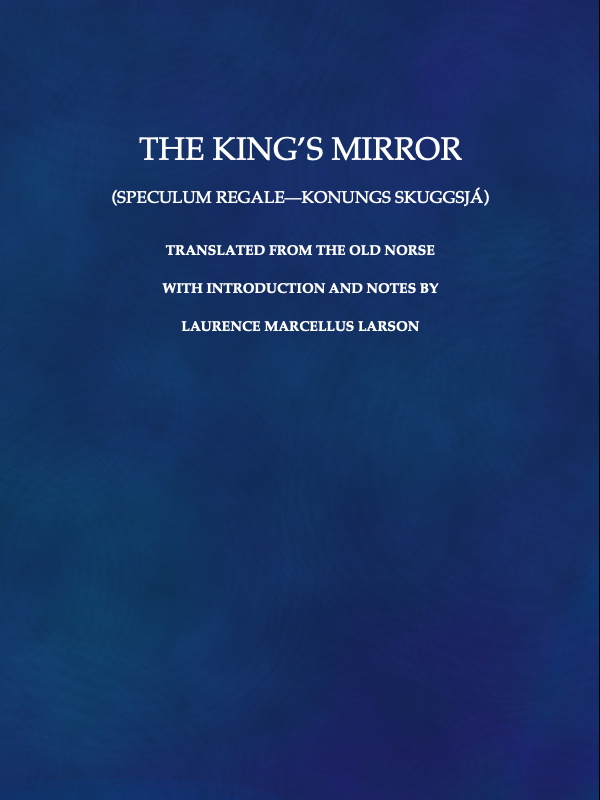 THE KING’S MIRROR
(SPECULUM REGALE—KONUNGS SKUGGSJÁ)
TRANSLATED FROM THE OLD NORSE
WITH INTRODUCTION AND NOTES BY
LAURENCE MARCELLUS LARSON